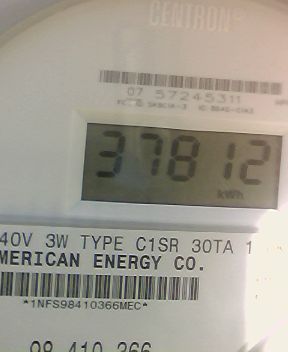 CENTRON
07 57245311
37812
kWh
40V 3W TYPE C1SR 30TA 1
MERICAN ENERGY CO.
*1NFS98410366MEC*
98 410 366